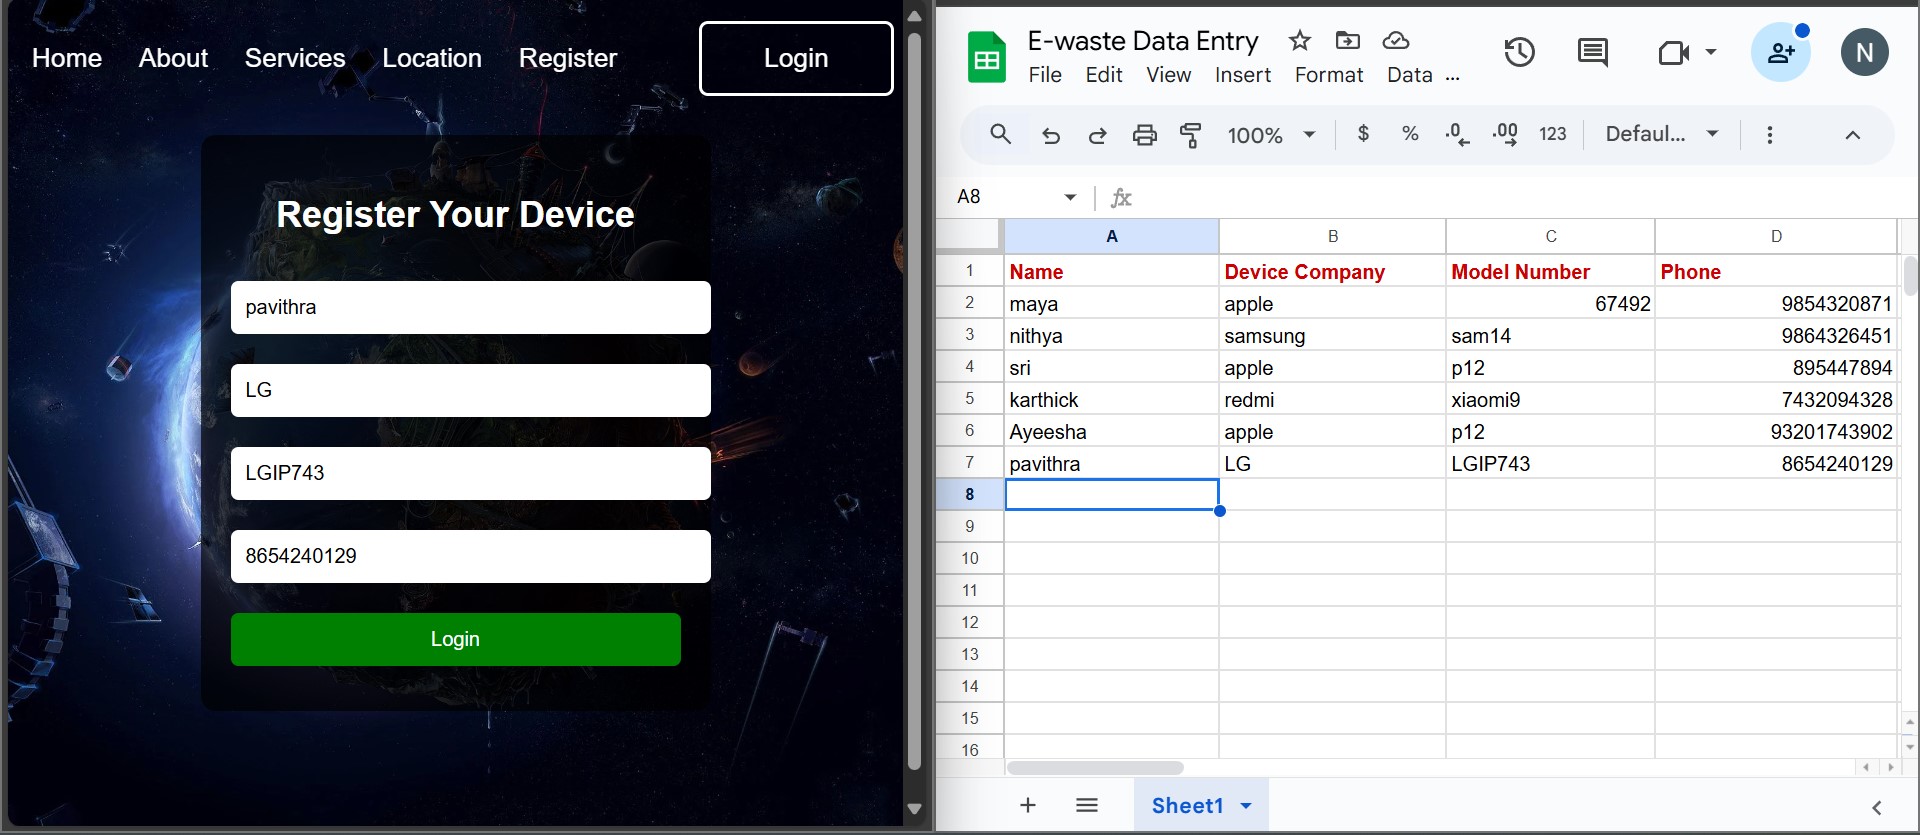 Home About Services Location Register Login
Register Your Device
pavithra
LG
LGIP743
8654240129
Login
E-waste Data Entry
N
File Edit View Insert Format Data ...
100% $ % .0 .00 123 Defaul...
A8 fx
A B C D
1 Name Device Company Model Number Phone
2 maya apple 67492 9854320871
3 nithya samsung sam14 9864326451
4 sri apple p12 895447894
5 karthick redmi xiaomi9 7432094328
6 Ayeesha apple p12 93201743902
7 pavithra LG LGIP743 8654240129
8
9
10
11
12
13
14
15
16
Sheet1